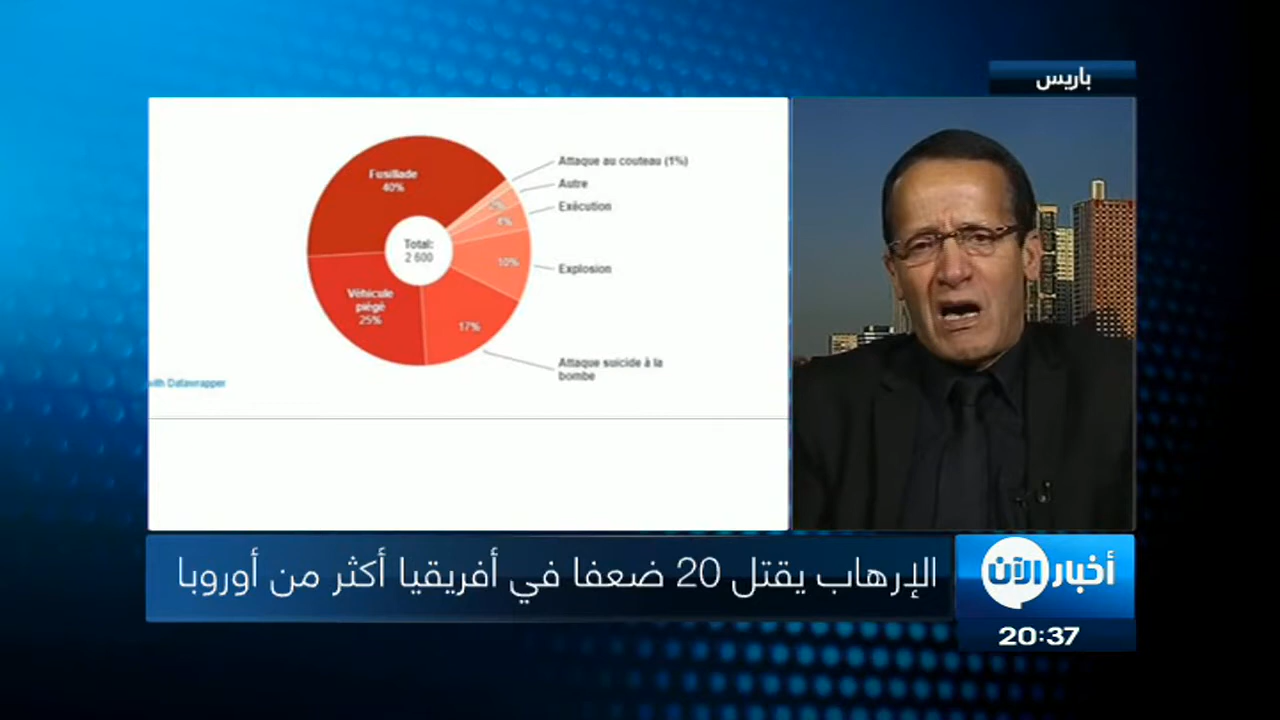 باريس
Fusillade
40%
Attaque au couteau (1%)
Autre
Exécution
4%
Total:
2 600
10%
Explosion
Véhicule
piégé
25%
17%
Attaque suicide à la
bombe
with Datawrapper
الإرهاب يقتل 20 ضعفا في أفريقيا أكثر من أوروبا
أخبار الآن
20:37